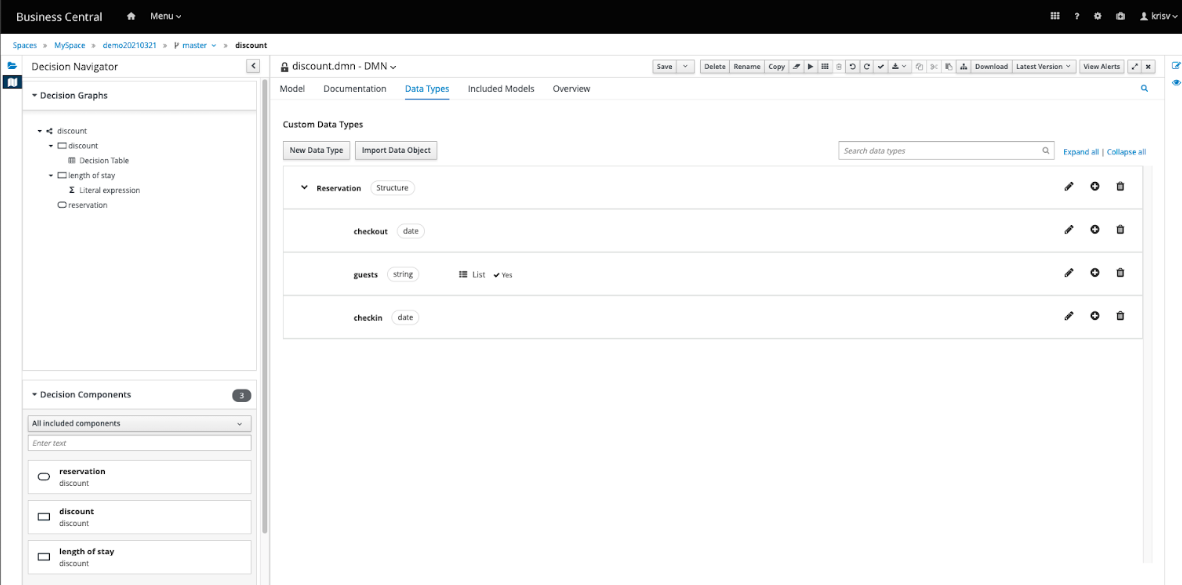 Business Central
Menu
?
krisv
Spaces » MySpace » demo20210321 » master » discount
Decision Navigator
Decision Graphs
discount
discount
Decision Table
length of stay
Σ Literal expression
reservation
Decision Components
3
All included components
Enter text
reservation
discount
discount
discount
length of stay
discount
discount.dmn - DMN
Save
Delete
Rename
Copy
Download
Latest Version
View Alerts
Model
Documentation
Data Types
Included Models
Overview
Custom Data Types
New Data Type
Import Data Object
Search data types
Expand all | Collapse all
Reservation Structure
checkout date
guests string List Yes
checkin date